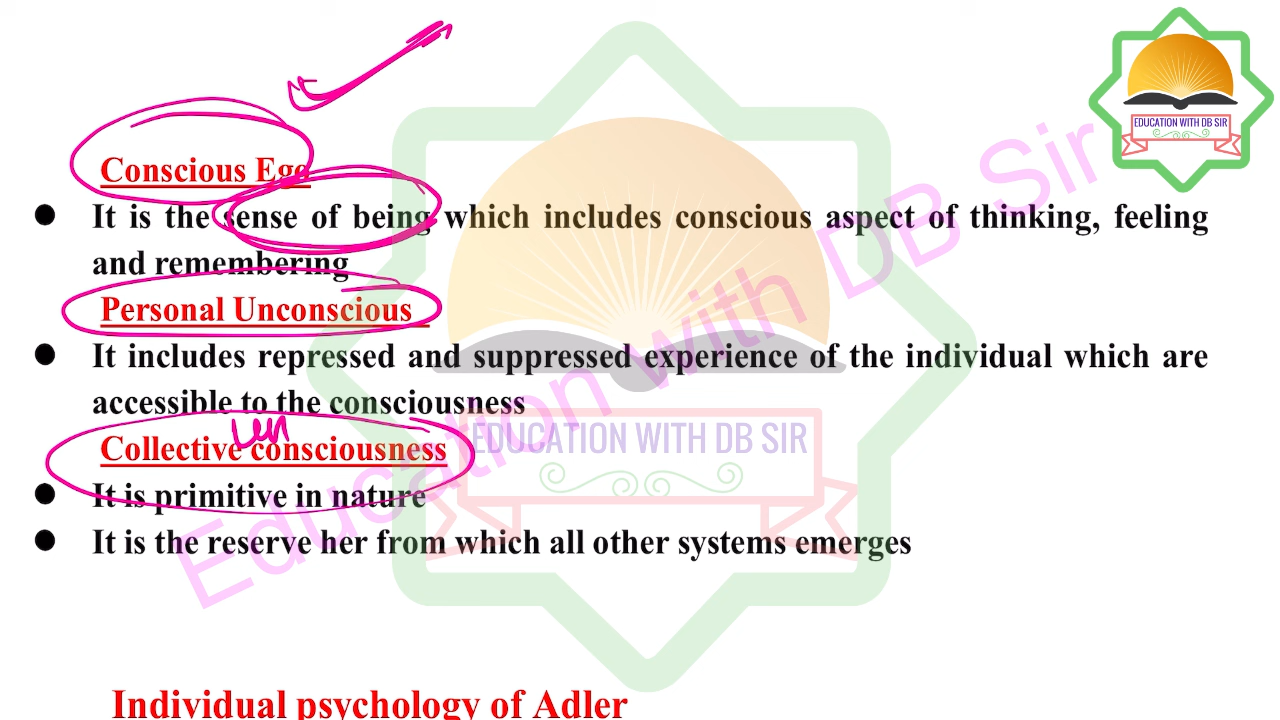 EDUCATION WITH DB SIR
Conscious Ego
● It is the sense of being which includes conscious aspect of thinking, feeling
and remembering
Personal Unconscious
● It includes repressed and suppressed experience of the individual which are
accessible to the consciousness
un
Collective consciousness
● It is primitive in nature
● It is the reserve her from which all other systems emerges
Individual psychology of Adler
EDUCATION WITH DB SIR
Education with DB Sir